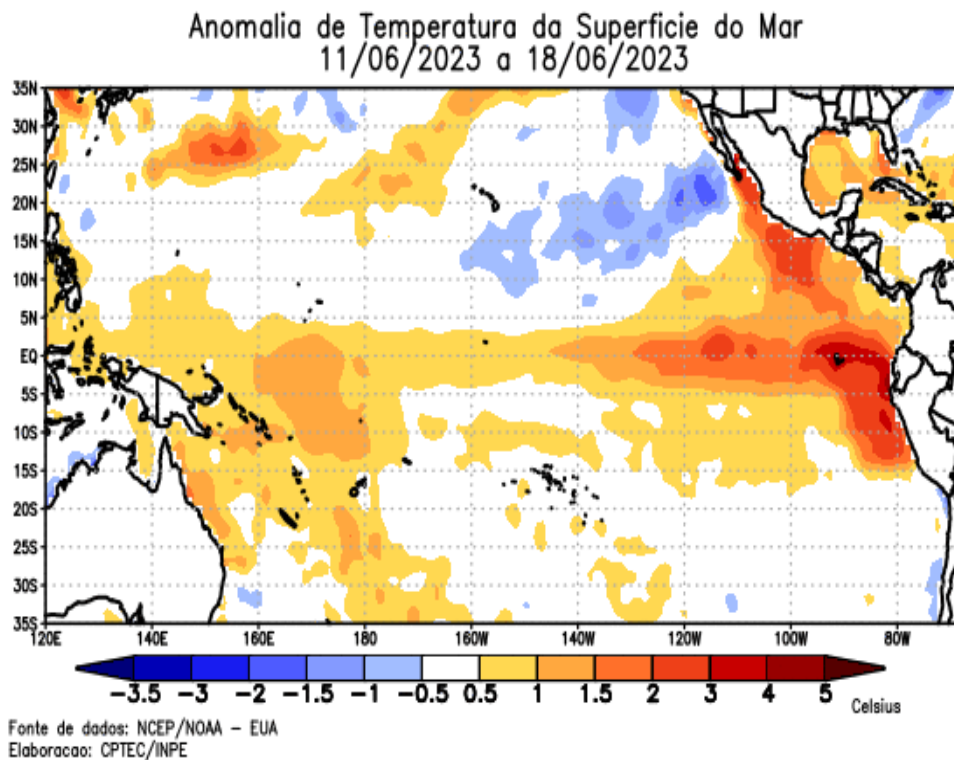 Anomalia de Temperatura da Superficie do Mar
11/06/2023 a 18/06/2023
35N
30N
25N
20N
15N
10N
5N
EQ
5S
10S
15S
20S
25S
30S
35S
120E 140E 160E 180 160W 140W 120W 100W 80W
-3.5 -3 -2 -1.5 -1 -0.5 0.5 1 1.5 2 3 4 5
Celsius
Fonte de dados: NCEP/NOAA - EUA
Elaboracao: CPTEC/INPE